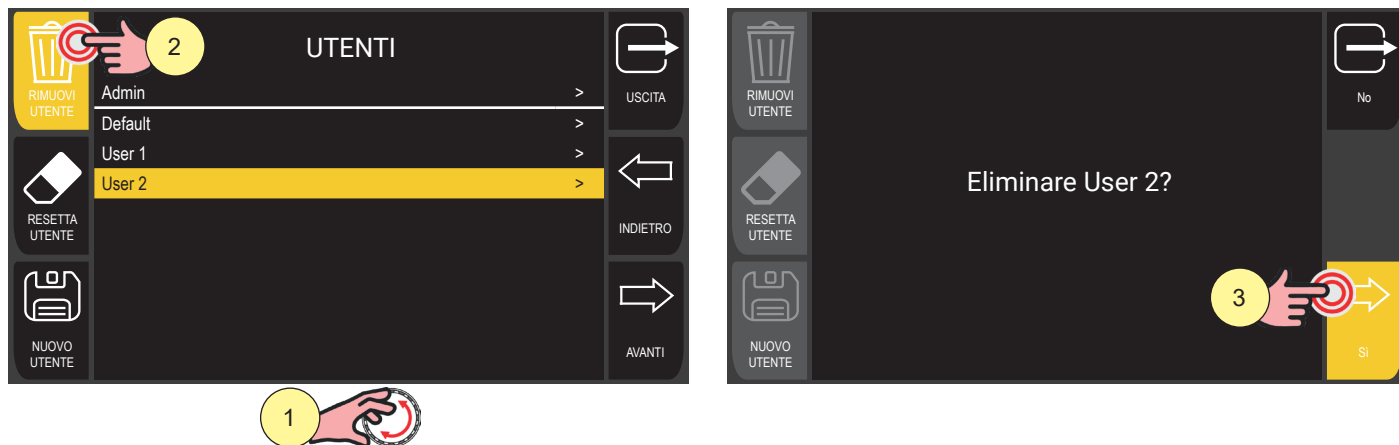 2
UTENTI
RIMUOVI
UTENTE
Admin >
Default >
User 1 >
User 2 >
RESETTA
UTENTE
NUOVO
UTENTE
USCITA
INDIETRO
AVANTI
1
RIMUOVI
UTENTE
RESETTA
UTENTE
NUOVO
UTENTE
Eliminare User 2?
No
3
Si